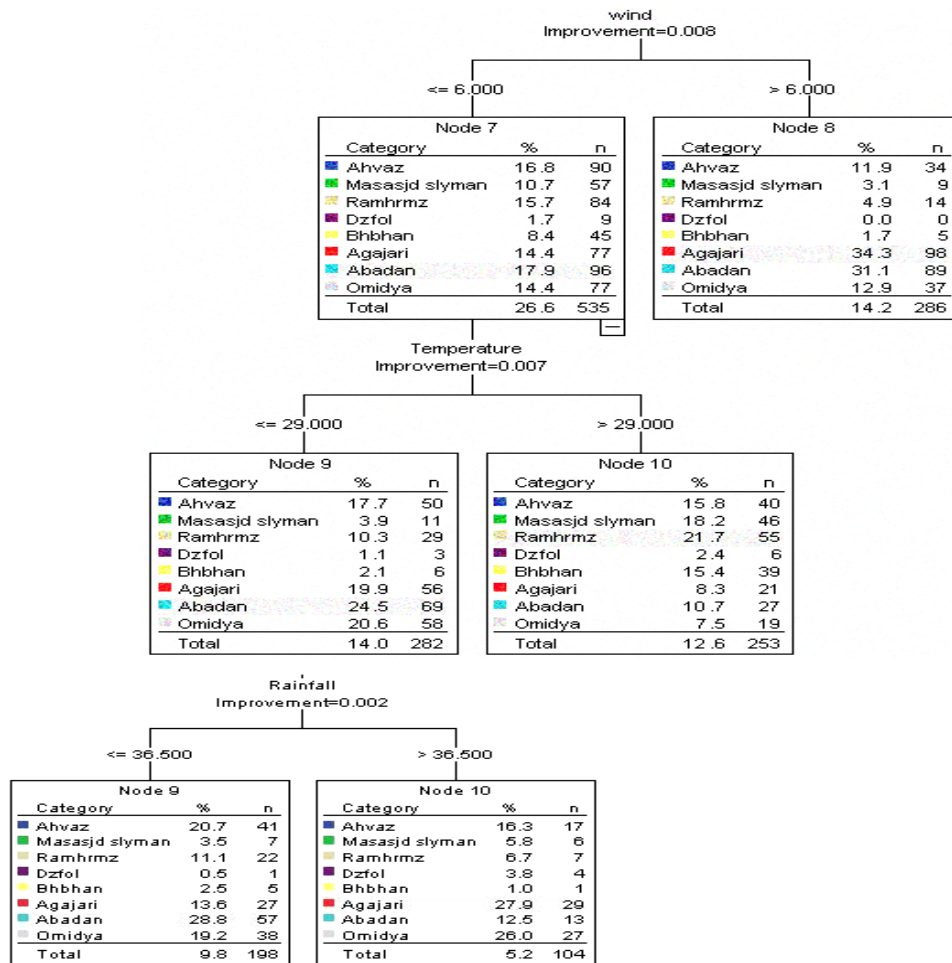 wind
Improvement=0.008
<= 6.000
> 6.000
Node 7
Category % n
Ahvaz 16.8 90
Masasjd slyman 10.7 57
Ramhrmz 15.7 84
Dzfol 1.7 9
Bhbhan 8.4 45
Agajari 14.4 77
Abadan 17.9 96
Omidya 14.4 77
Total 26.6 535
Node 8
Category % n
Ahvaz 11.9 34
Masasjd slyman 3.1 9
Ramhrmz 4.9 14
Dzfol 0.0 0
Bhbhan 1.7 5
Agajari 34.3 98
Abadan 31.1 89
Omidya 12.9 37
Total 14.2 286
Temperature
Improvement=0.007
<= 29.000
> 29.000
Node 9
Category % n
Ahvaz 17.7 50
Masasjd slyman 3.9 11
Ramhrmz 10.3 29
Dzfol 1.1 3
Bhbhan 2.1 6
Agajari 19.9 56
Abadan 24.5 69
Omidya 20.6 58
Total 14.0 282
Node 10
Category % n
Ahvaz 15.8 40
Masasjd slyman 18.2 46
Ramhrmz 21.7 55
Dzfol 2.4 6
Bhbhan 15.4 39
Agajari 8.3 21
Abadan 10.7 27
Omidya 7.5 19
Total 12.6 253
Rainfall
Improvement=0.002
<= 36.500
> 36.500
Node 9
Category % n
Ahvaz 20.7 41
Masasjd slyman 3.5 7
Ramhrmz 11.1 22
Dzfol 0.5 1
Bhbhan 2.5 5
Agajari 13.6 27
Abadan 28.8 57
Omidya 19.2 38
Total 9.8 198
Node 10
Category % n
Ahvaz 16.3 17
Masasjd slyman 5.8 6
Ramhrmz 6.7 7
Dzfol 3.8 4
Bhbhan 1.0 1
Agajari 27.9 29
Abadan 12.5 13
Omidya 26.0 27
Total 5.2 104